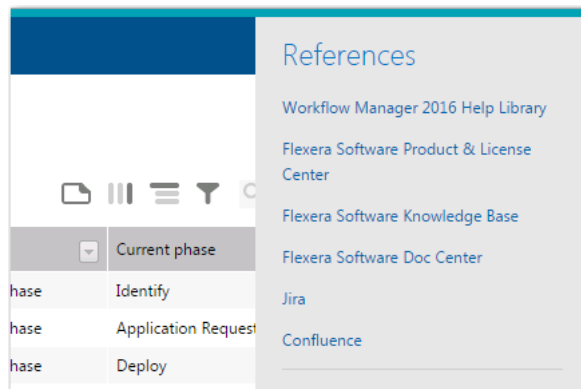 References
Workflow Manager 2016 Help Library
Flexera Software Product & License
Center
Flexera Software Knowledge Base
Flexera Software Doc Center
Jira
Confluence
Current phase
hase Identify
hase Application Request
hase Deploy